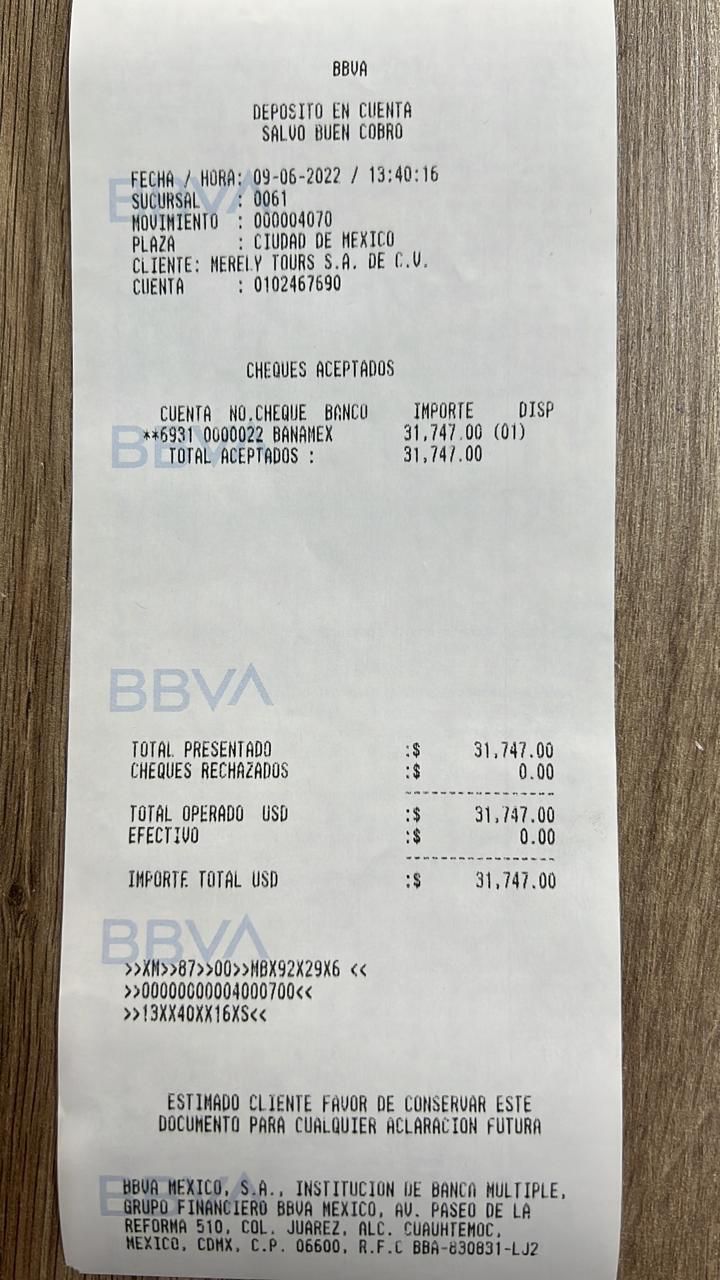 BBVA
DEPOSITO EN CUENTA
SALVO BUEN COBRO
FECHA / HORA: 09-06-2022 / 13:40:16
SUCURSAL : 0061
MOVIMIENTO : 000004070
PLAZA : CIUDAD DE MEXICO
CLIENTE: MERELY TOURS S.A. DE C.V.
CUENTA : 0102467690
BBVA
CHEQUES ACEPTADOS
CUENTA NO.CHEQUE BANCO IMPORTE DISP
**6931 0000022 BANAMEX 31,747.00 (01)
TOTAL ACEPTADOS : 31,747.00
BBVA
BBVA
TOTAL PRESENTADO :$ 31,747.00
CHEQUES RECHAZADOS :$ 0.00
--------------------
TOTAL OPERADO USD :$ 31,747.00
EFECTIVO :$ 0.00
--------------------
IMPORTE TOTAL USD :$ 31,747.00
BBVA
>>XM>>87>>00>>MBX92X29X6 <<
>>00000000004000700<<
>>13XX40XX16XS<<
ESTIMADO CLIENTE FAVOR DE CONSERVAR ESTE
DOCUMENTO PARA CUALQUIER ACLARACION FUTURA
BBVA
BBVA MEXICO, S.A., INSTITUCION DE BANCA MULTIPLE,
GRUPO FINANCIERO BBVA MEXICO, AV. PASEO DE LA
REFORMA 510, COL. JUAREZ, ALC. CUAUHTEMOC,
MEXICO, CDMX, C.P. 06600, R.F.C BBA-830831-LJ2